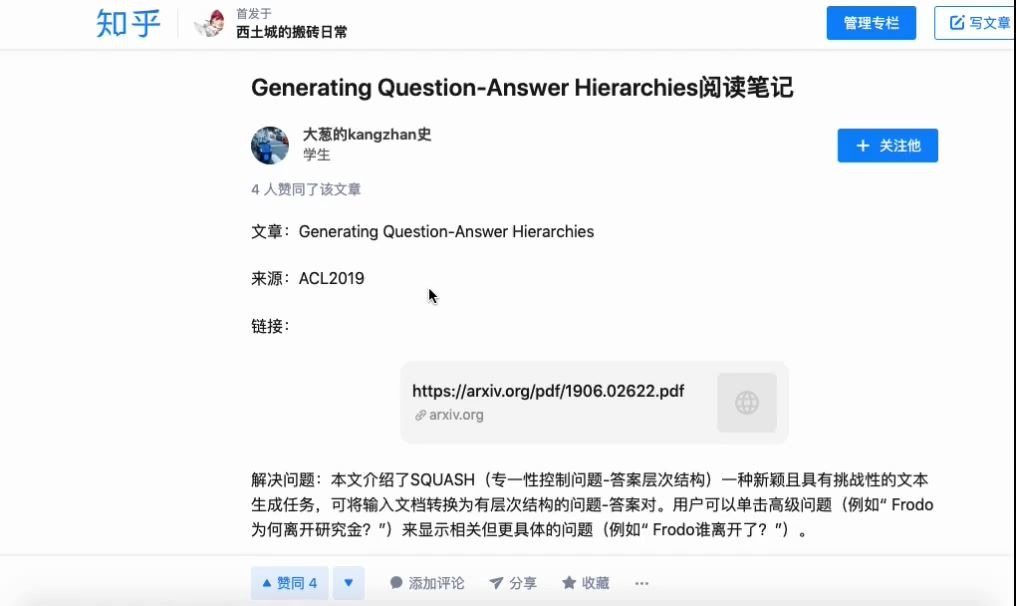 知乎
首发于
西土城的搬砖日常
管理专栏
写文章
Generating Question-Answer Hierarchies阅读笔记
大葱的kangzhan史
学生
+ 关注他
4 人赞同了该文章
文章：Generating Question-Answer Hierarchies
来源：ACL2019
链接：
https://arxiv.org/pdf/1906.02622.pdf
arxiv.org
解决问题：本文介绍了SQUASH（专一性控制问题-答案层次结构）一种新颖且具有挑战性的文本
生成任务，可将输入文档转换为有层次结构的问题-答案对。用户可以单击高级问题（例如“ Frodo
为何离开研究金？”）来显示相关但更具体的问题（例如“ Frodo谁离开了？”）。
赞同 4
添加评论
分享
收藏